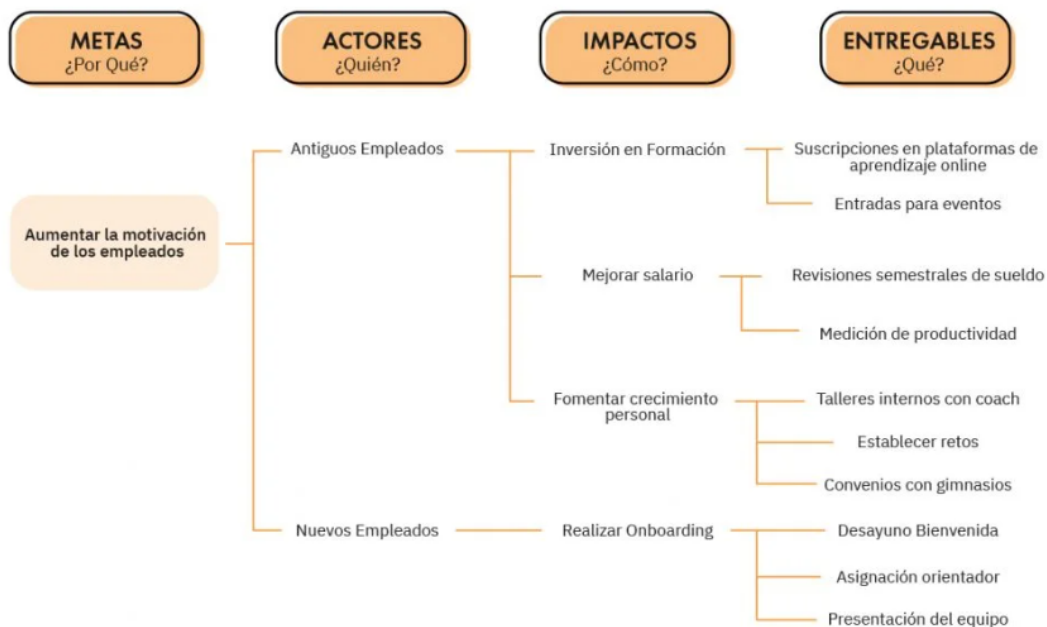 METAS
¿Por Qué?
ACTORES
¿Quién?
IMPACTOS
¿Cómo?
ENTREGABLES
¿Qué?
Aumentar la motivación
de los empleados
Antiguos Empleados
Inversión en Formación
Suscripciones en plataformas de
aprendizaje online
Entradas para eventos
Mejorar salario
Revisiones semestrales de sueldo
Medición de productividad
Fomentar crecimiento
personal
Talleres internos con coach
Establecer retos
Convenios con gimnasios
Nuevos Empleados
Realizar Onboarding
Desayuno Bienvenida
Asignación orientador
Presentación del equipo